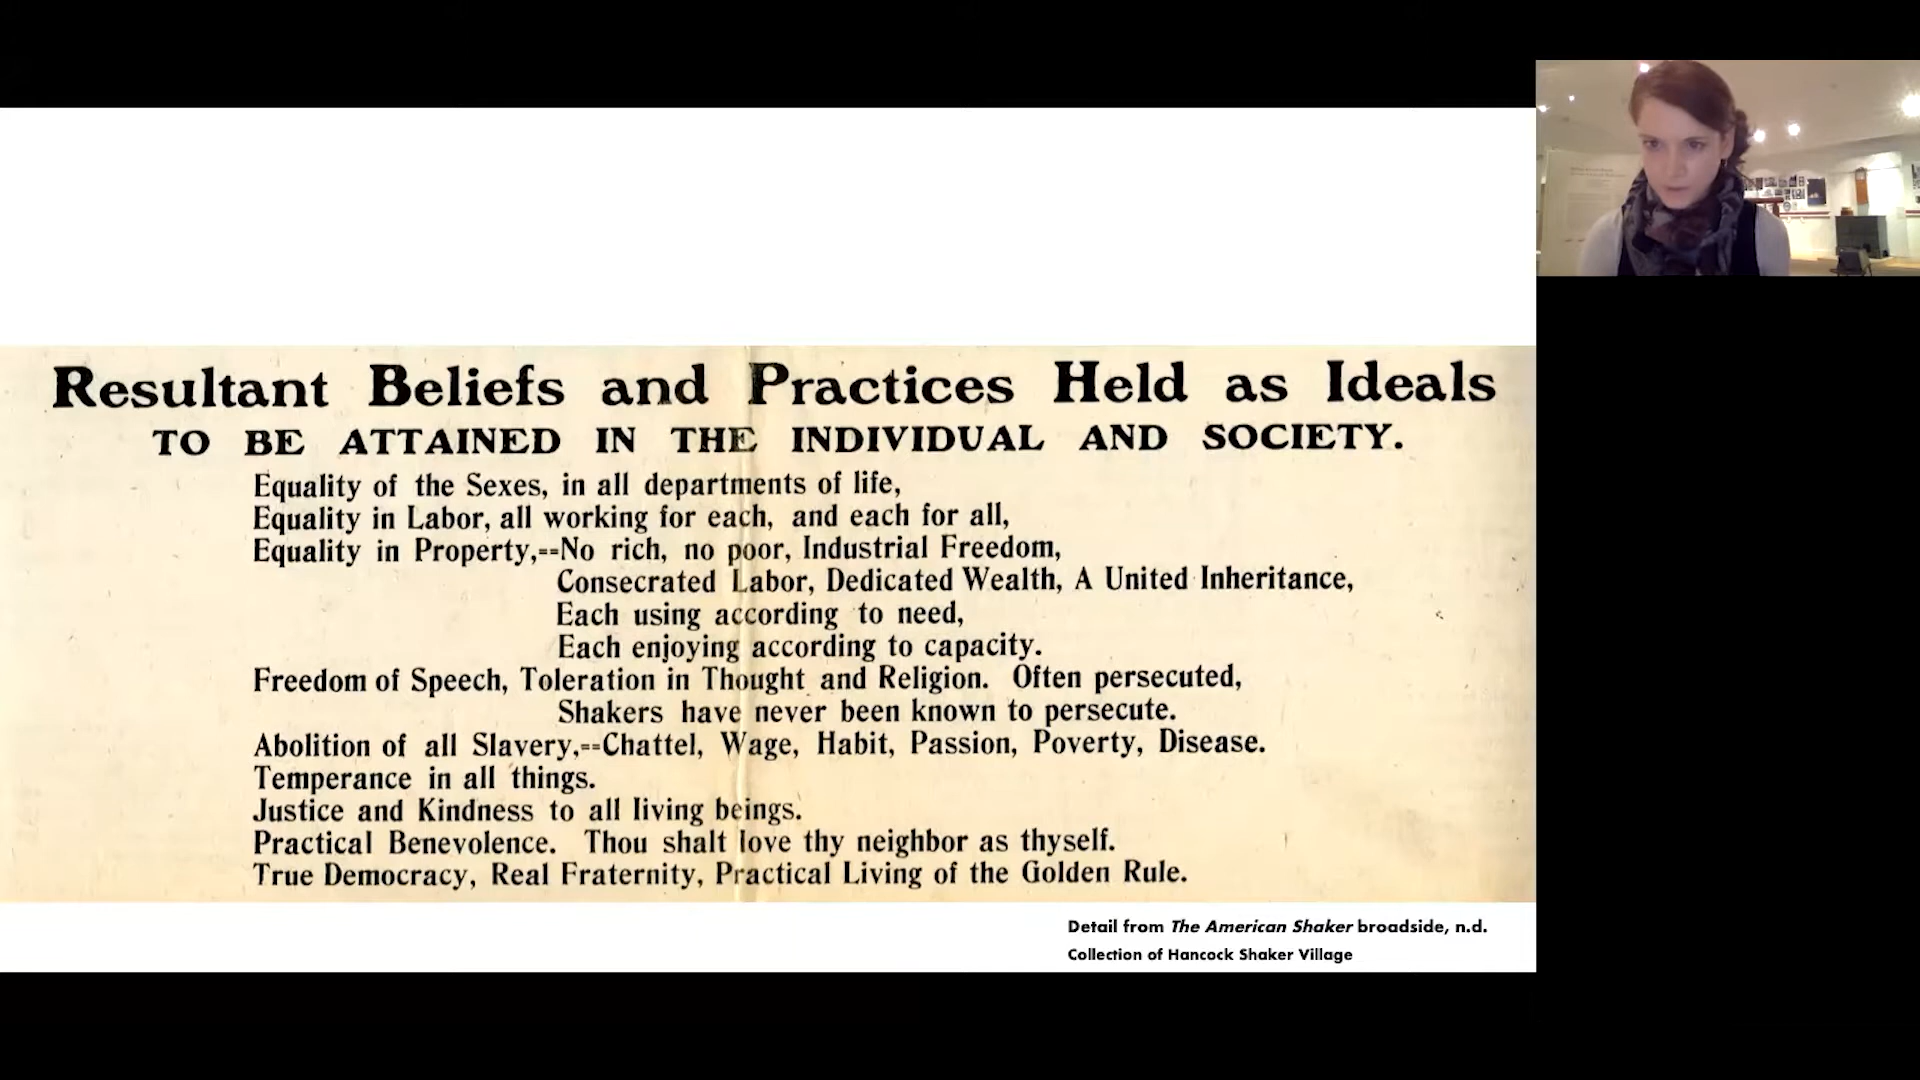 Resultant Beliefs and Practices Held as Ideals
TO BE ATTAINED IN THE INDIVIDUAL AND SOCIETY.
Equality of the Sexes, in all departments of life,
Equality in Labor, all working for each, and each for all,
Equality in Property,--No rich, no poor, Industrial Freedom,
Consecrated Labor, Dedicated Wealth, A United Inheritance,
Each using according to need,
Each enjoying according to capacity.
Freedom of Speech, Toleration in Thought and Religion. Often persecuted,
Shakers have never been known to persecute.
Abolition of all Slavery,--Chattel, Wage, Habit, Passion, Poverty, Disease.
Temperance in all things.
Justice and Kindness to all living beings.
Practical Benevolence. Thou shalt love thy neighbor as thyself.
True Democracy, Real Fraternity, Practical Living of the Golden Rule.
Detail from The American Shaker broadside, n.d.
Collection of Hancock Shaker Village